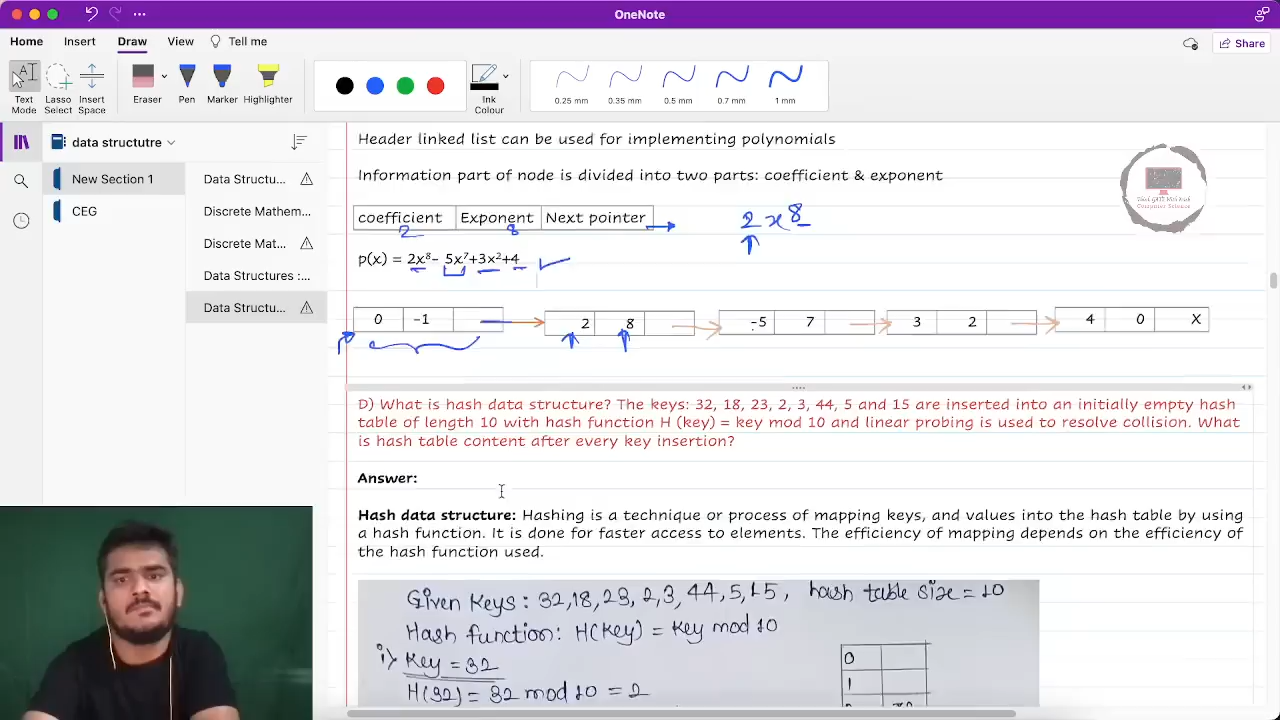 OneNote
Home Insert Draw View Tell me
Share
Text Mode
Lasso Select
Insert Space
Eraser
Pen
Marker
Highlighter
Ink Colour
0.25 mm
0.35 mm
0.5 mm
0.7 mm
1 mm
data structutre
New Section 1
CEG
Data Structu...
Discrete Mathem...
Discrete Mat...
Data Structures :...
Data Structu...
Header linked list can be used for implementing polynomials
Information part of node is divided into two parts: coefficient & exponent
coefficient Exponent Next pointer
2 8
2x⁸
p(x) = 2x⁸- 5x⁷+3x²+4
0 -1
2 8
-5 7
3 2
4 0 X
D) What is hash data structure? The keys: 32, 18, 23, 2, 3, 44, 5 and 15 are inserted into an initially empty hash
table of length 10 with hash function H (key) = key mod 10 and linear probing is used to resolve collision. What
is hash table content after every key insertion?
Answer:
Hash data structure: Hashing is a technique or process of mapping keys, and values into the hash table by using
a hash function. It is done for faster access to elements. The efficiency of mapping depends on the efficiency of
the hash function used.
Given Keys: 32,18,23, 2,3, 44, 5,15, hash table size = 10
Hash function: H(Key) = Key mod 10
i) Key = 32
H(32) = 32 mod 10 = 2
0
1